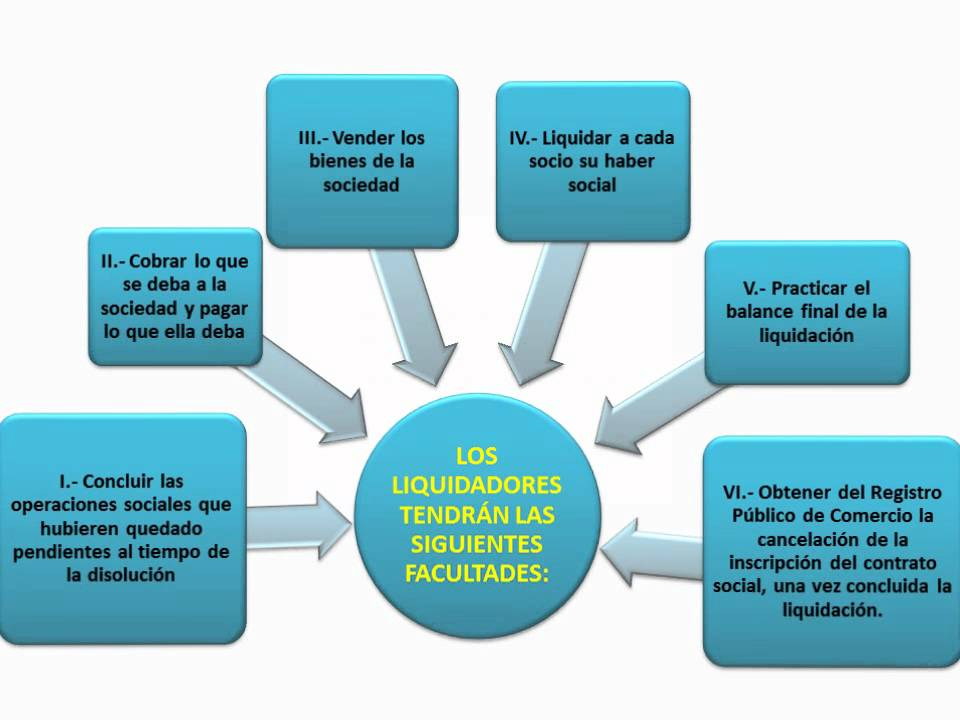 III.- Vender los
bienes de la
sociedad
IV.- Liquidar a cada
socio su haber
social
II.- Cobrar lo que
se deba a la
sociedad y pagar
lo que ella deba
V.- Practicar el
balance final de la
liquidación
I.- Concluir las
operaciones sociales que
hubieren quedado
pendientes al tiempo de
la disolución
LOS
LIQUIDADORES
TENDRÁN LAS
SIGUIENTES
FACULTADES:
VI.- Obtener del Registro
Público de Comercio la
cancelación de la
inscripción del contrato
social, una vez concluida la
liquidación.